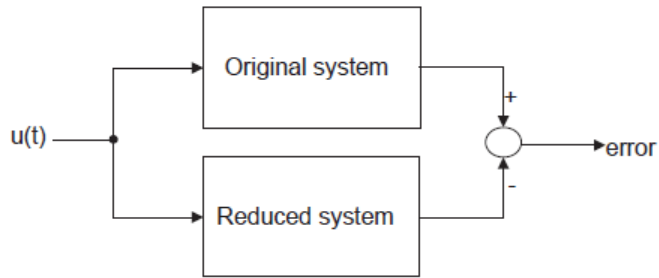 Original system
+
u(t)
error
-
Reduced system